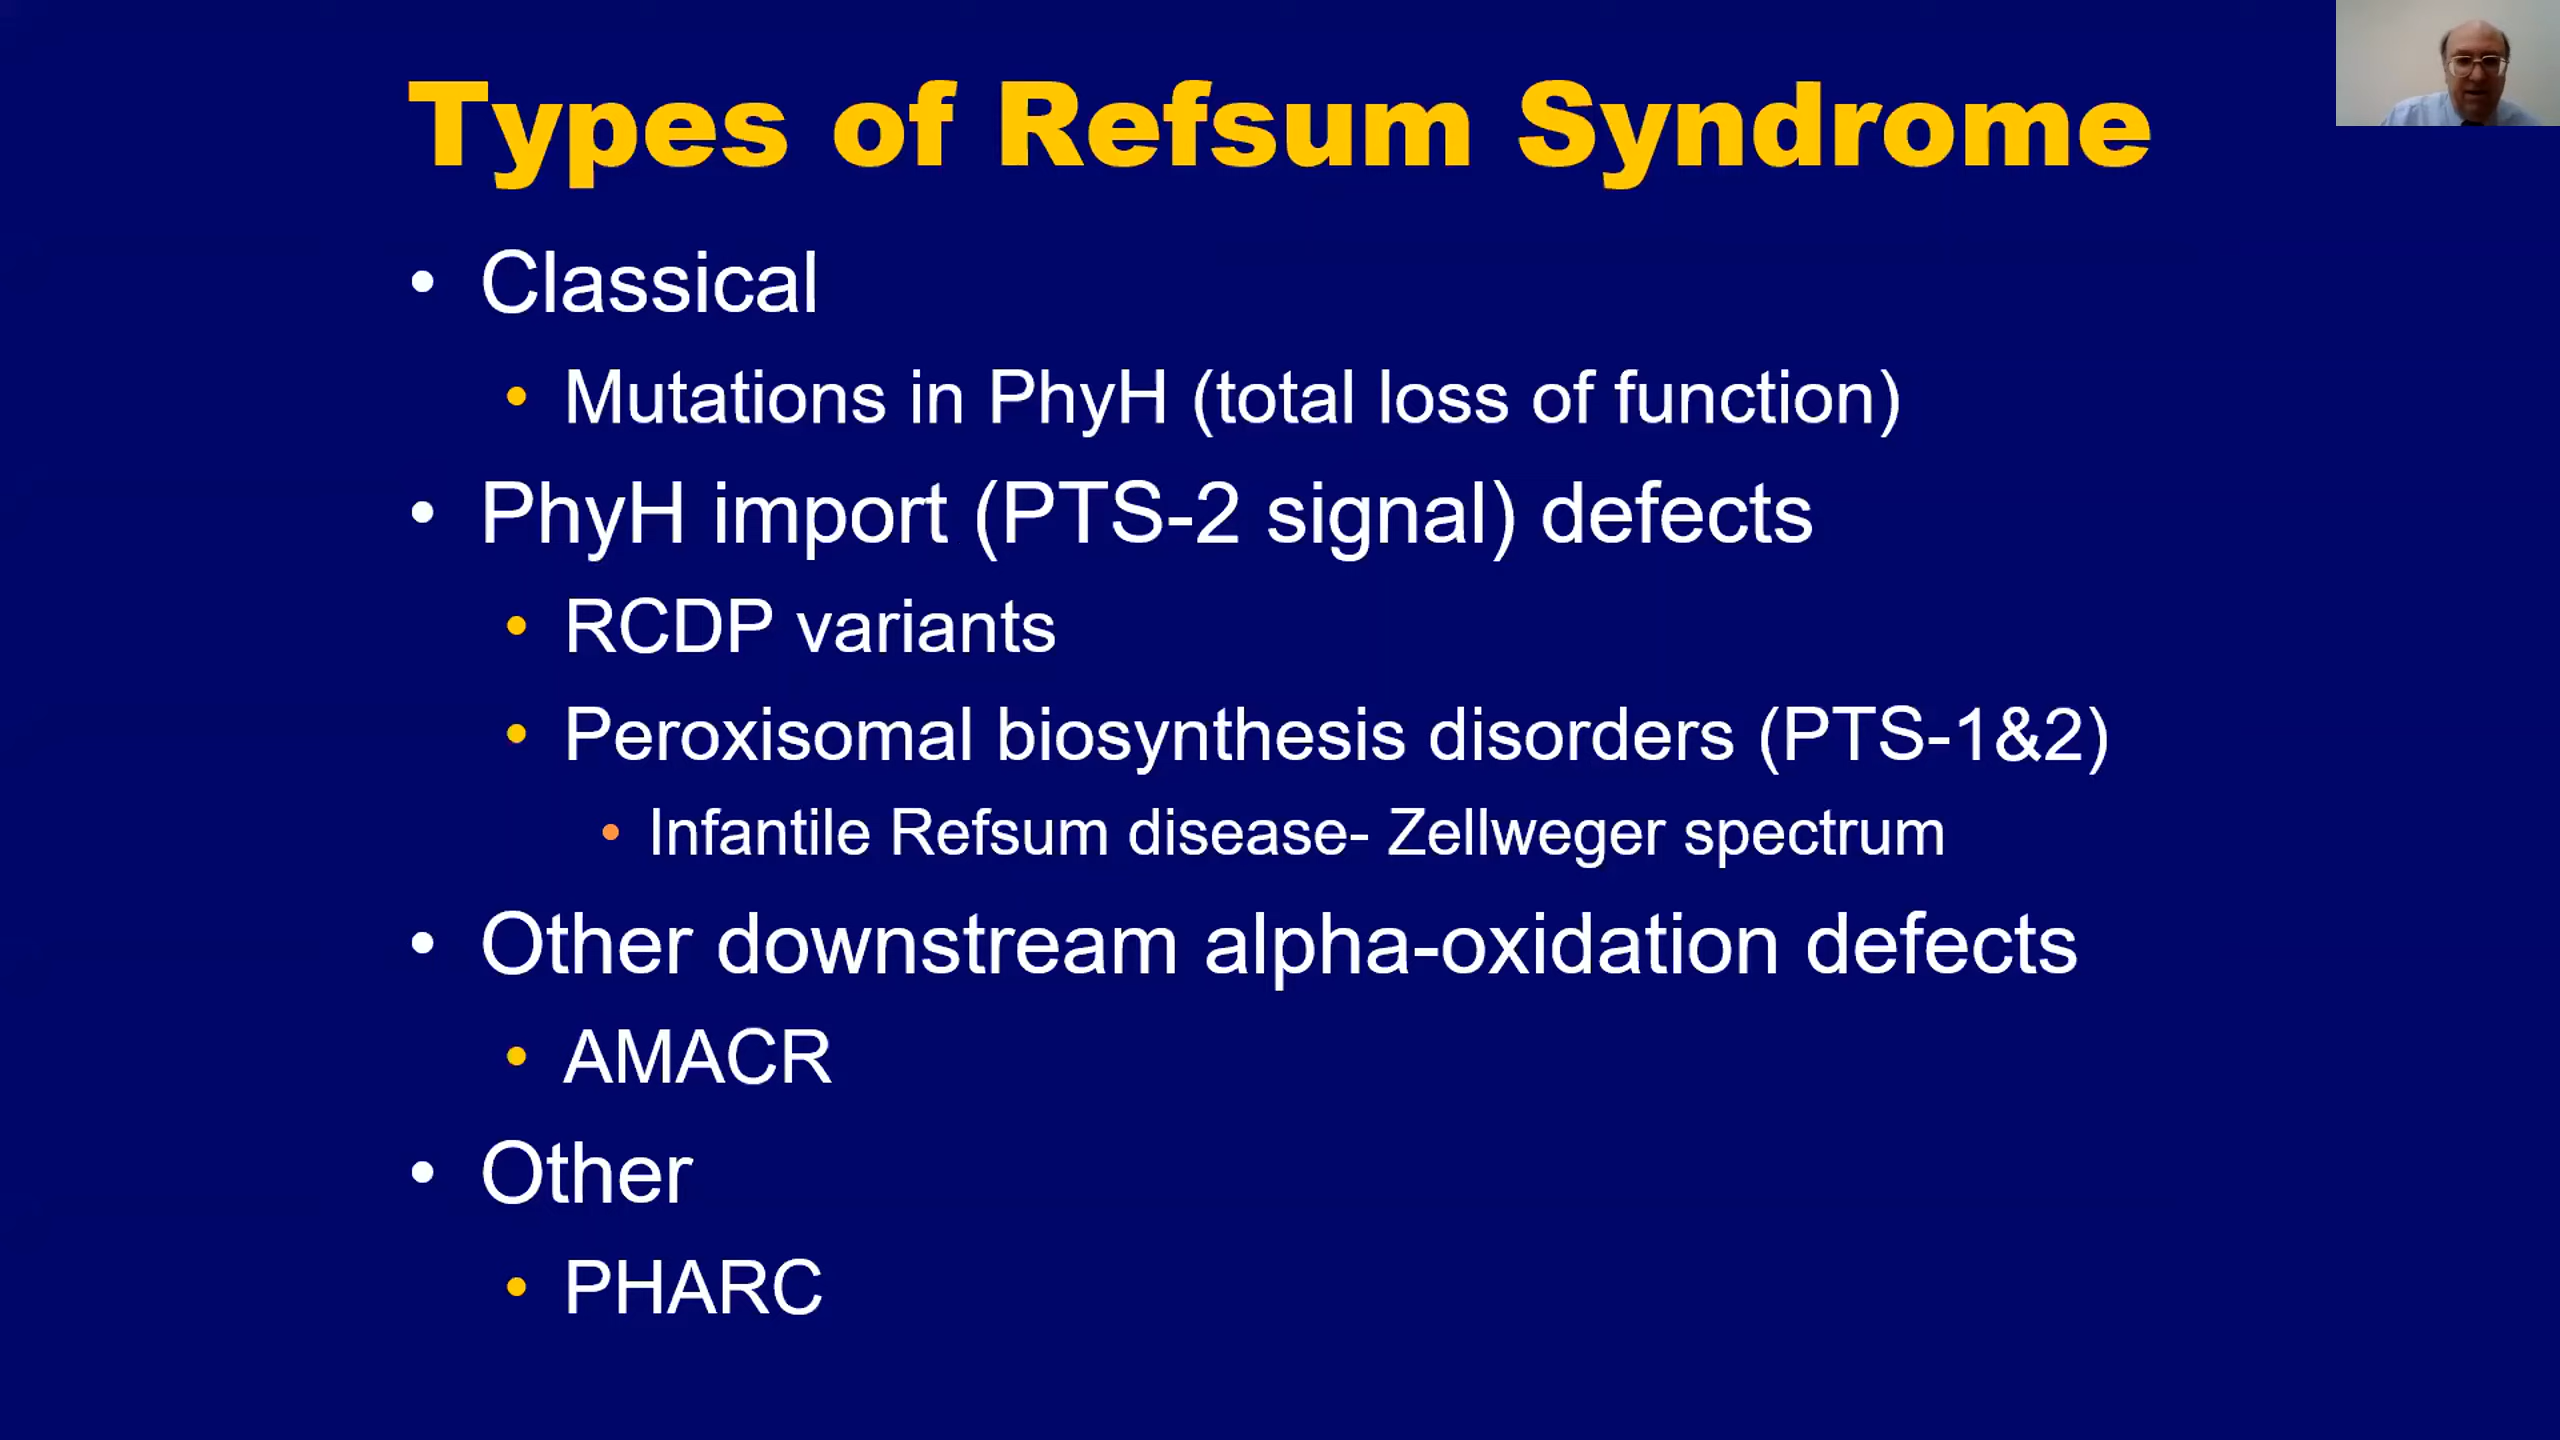 Types of Refsum Syndrome
• Classical
• Mutations in PhyH (total loss of function)
• PhyH import (PTS-2 signal) defects
• RCDP variants
• Peroxisomal biosynthesis disorders (PTS-1&2)
• Infantile Refsum disease- Zellweger spectrum
• Other downstream alpha-oxidation defects
• AMACR
• Other
• PHARC